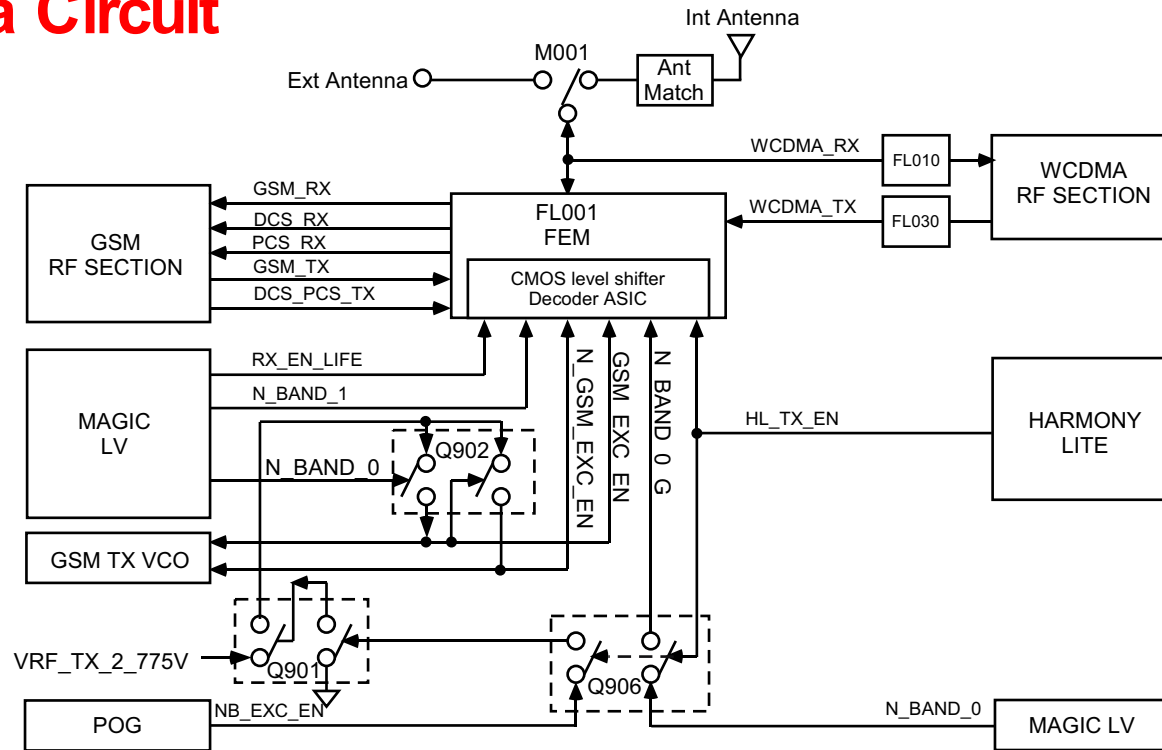 a Circuit
Int Antenna
M001
Ext Antenna
Ant
Match
WCDMA_RX
FL010
WCDMA
RF SECTION
WCDMA_TX
FL030
GSM
RF SECTION
GSM_RX
DCS_RX
PCS_RX
GSM_TX
DCS_PCS_TX
FL001
FEM
CMOS level shifter
Decoder ASIC
MAGIC
LV
RX_EN_LIFE
N_BAND_1
N_BAND_0
Q902
N_GSM_EXC_EN
GSM_EXC_EN
N_BAND_0_G
HL_TX_EN
HARMONY
LITE
GSM TX VCO
VRF_TX_2_775V
Q901
Q906
POG
NB_EXC_EN
N_BAND_0
MAGIC LV